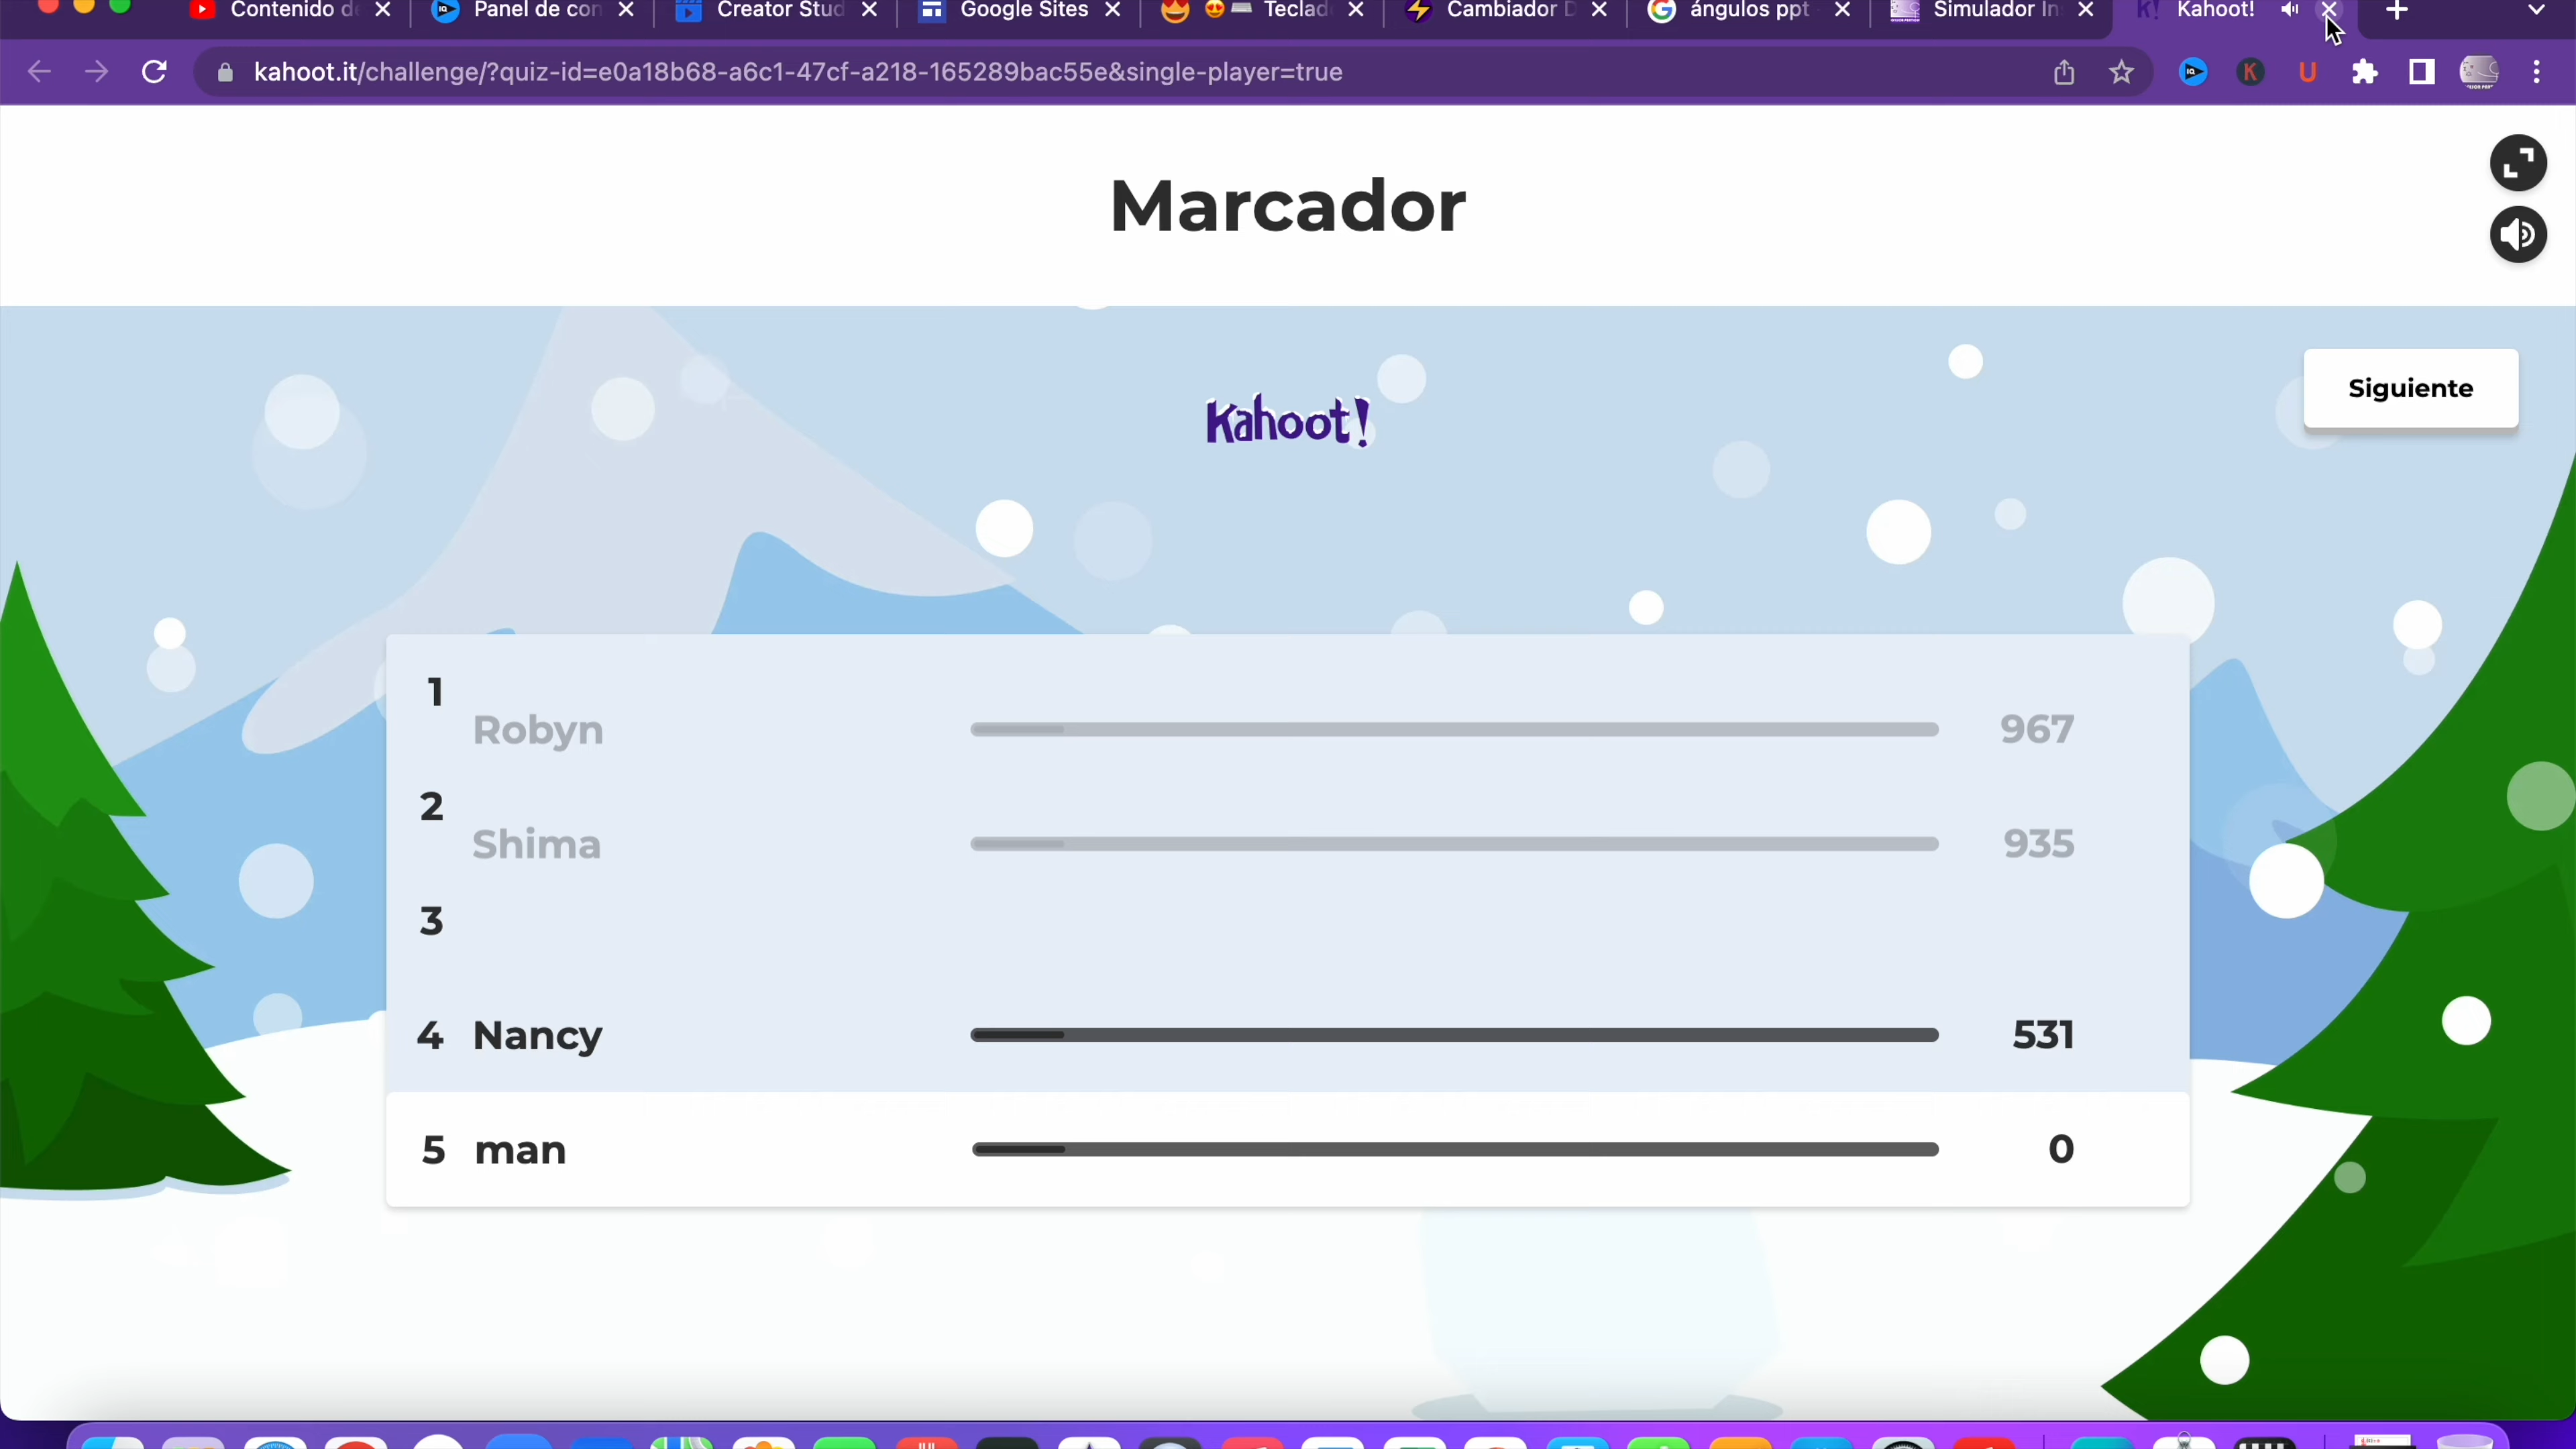 Contenido de
Panel de con
Creator Stud
Google Sites
Teclad
Cambiador D
ángulos ppt
Simulador In
Kahoot!
kahoot.it/challenge/?quiz-id=e0a18b68-a6c1-47cf-a218-165289bac55e&single-player=true
Marcador
Kahoot!
Siguiente
1 Robyn 967
2 Shima 935
3
4 Nancy 531
5 man 0